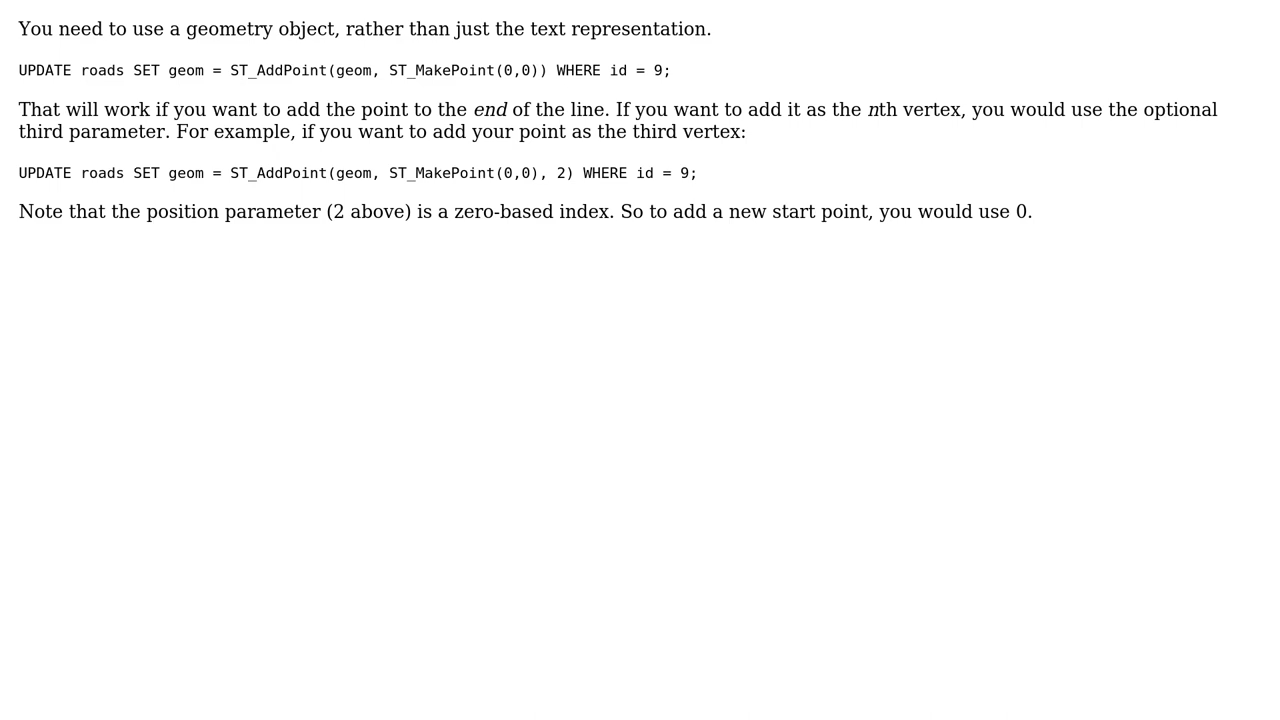 You need to use a geometry object, rather than just the text representation.
UPDATE roads SET geom = ST_AddPoint(geom, ST_MakePoint(0,0)) WHERE id = 9;
That will work if you want to add the point to the end of the line. If you want to add it as the nth vertex, you would use the optional
third parameter. For example, if you want to add your point as the third vertex:
UPDATE roads SET geom = ST_AddPoint(geom, ST_MakePoint(0,0), 2) WHERE id = 9;
Note that the position parameter (2 above) is a zero-based index. So to add a new start point, you would use 0.